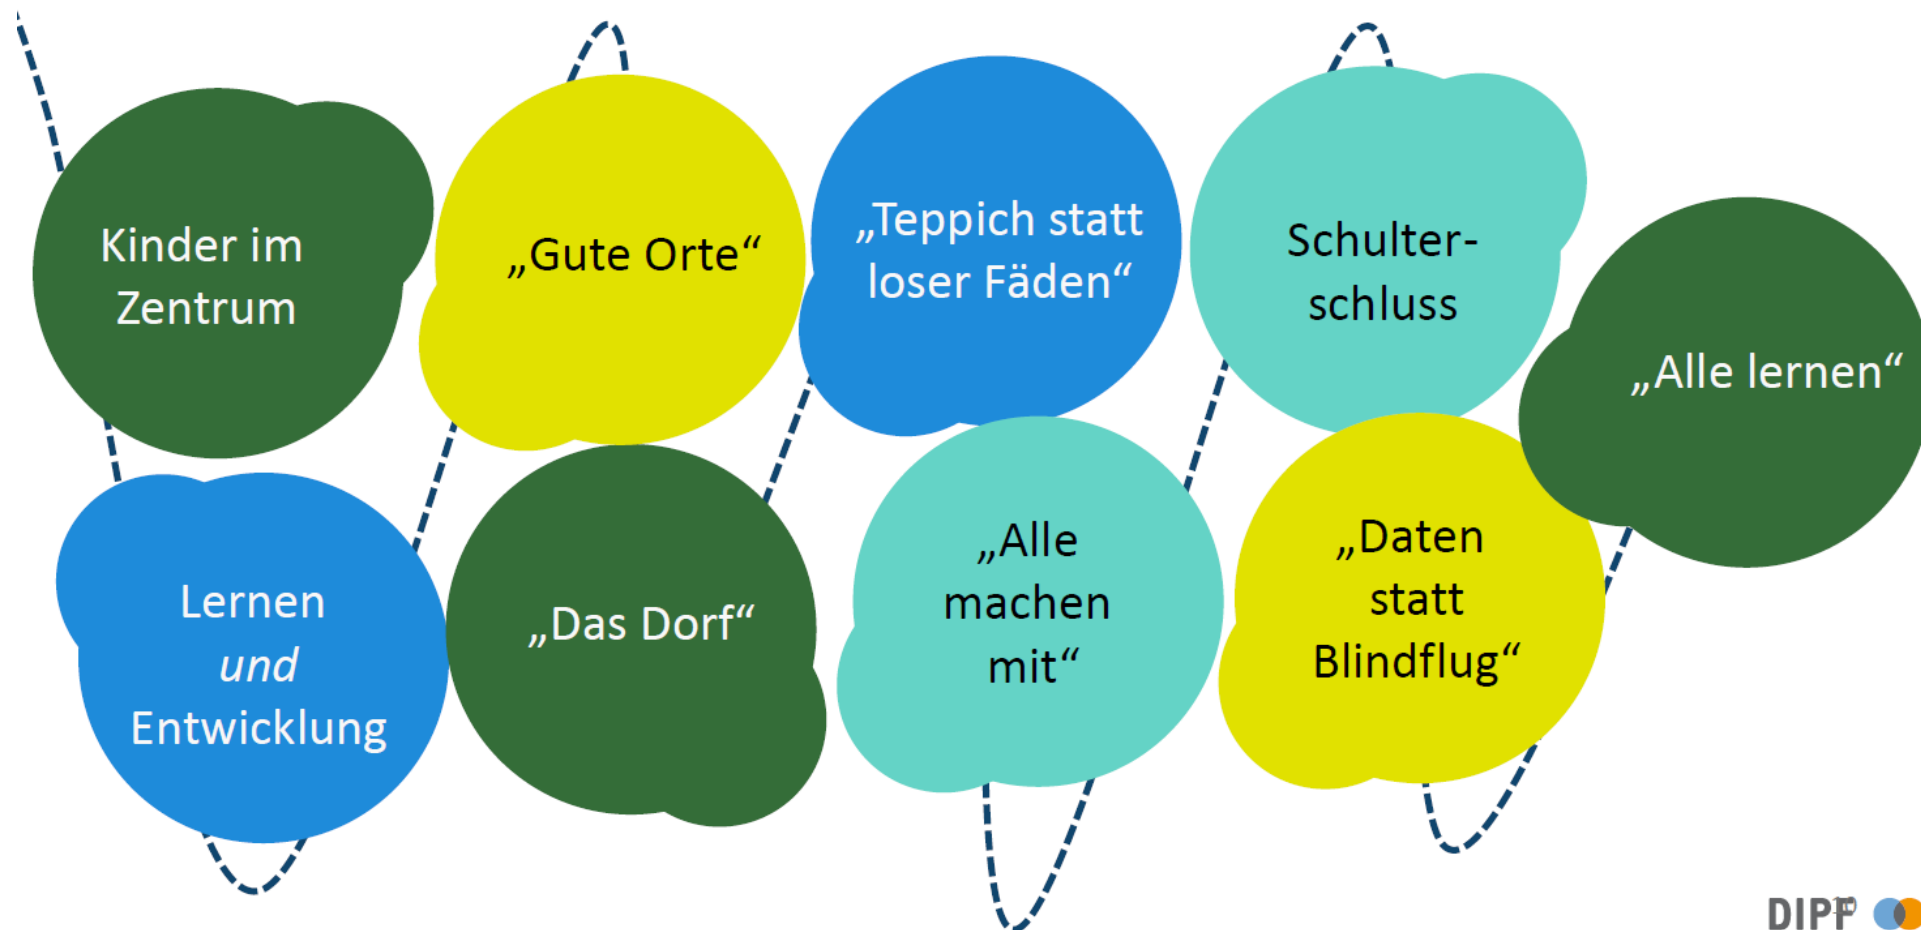 Kinder im
Zentrum
Lernen
und
Entwicklung
„Gute Orte“
„Das Dorf“
„Teppich statt
loser Fäden“
„Alle
machen
mit“
Schulter-
schluss
„Daten
statt
Blindflug“
„Alle lernen“
DIPF
10